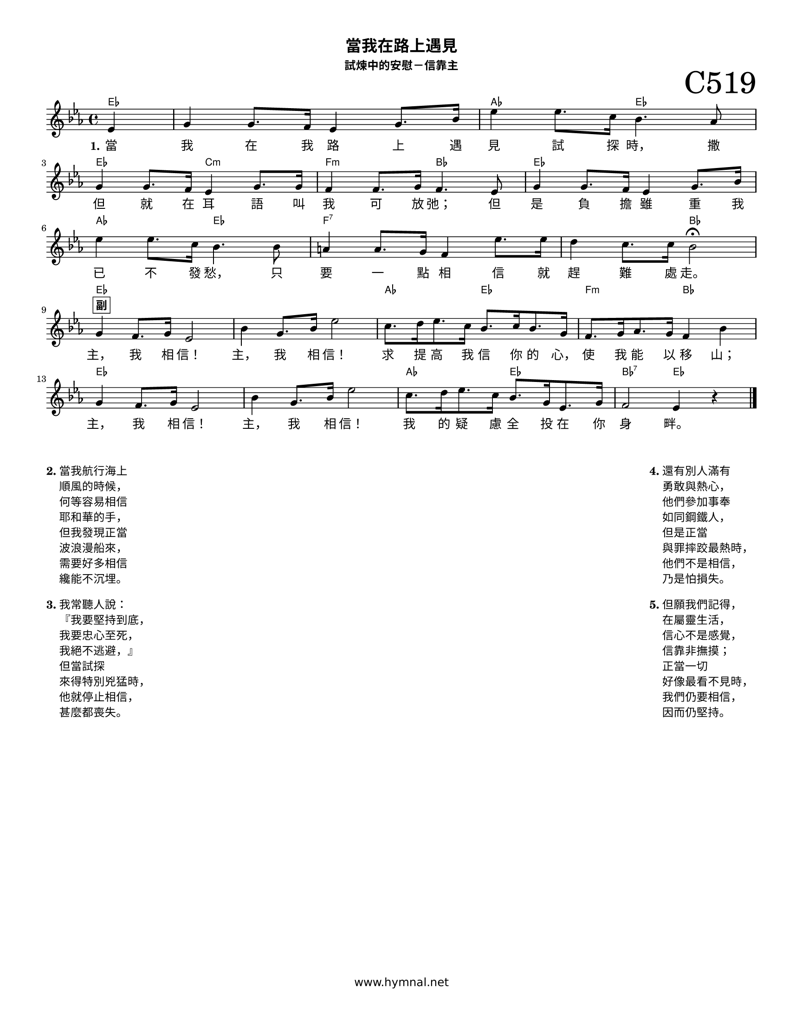 當我在路上遇見
試煉中的安慰－信靠主
C519
E♭ A♭ E♭
1. 當 我 在 我 路 上 遇 見 試 探 時， 撒
3
E♭ Cm Fm B♭ E♭
但 就 在 耳 語 叫 我 可 放 弛； 但 是 負 擔 雖 重 我
6
A♭ E♭ F7 B♭
已 不 發 愁， 只 要 一 點 相 信 就 趕 難 處 走。
E♭ A♭ E♭ Fm B♭
副
9
主， 我 相 信！ 主， 我 相 信！ 求 提 高 我 信 你 的 心， 使 我 能 以 移 山；
13
E♭ A♭ E♭ B♭7 E♭
主， 我 相 信！ 主， 我 相 信！ 我 的 疑 慮 全 投 在 你 身 畔。
2. 當我航行海上
順風的時候，
何等容易相信
耶和華的手，
但我發現正當
波浪漫船來，
需要好多相信
纔能不沉埋。
3. 我常聽人說：
『我要堅持到底，
我要忠心至死，
我絕不逃避，』
但當試探
來得特別兇猛時，
他就停止相信，
甚麼都喪失。
4. 還有別人滿有
勇敢與熱心，
他們參加事奉
如同鋼鐵人，
但是正當
與罪摔跤最熱時，
他們不是相信，
乃是怕損失。
5. 但願我們記得，
在屬靈生活，
信心不是感覺，
信靠非撫摸；
正當一切
好像最看不見時，
我們仍要相信，
因而仍堅持。
www.hymnal.net